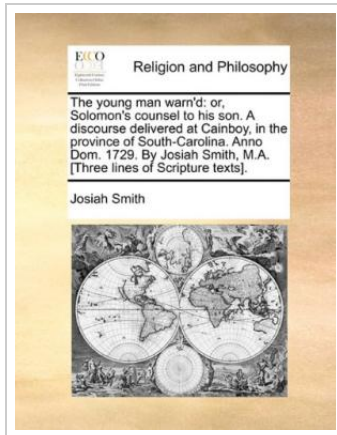 ECCO
Religion and Philosophy
The young man warn'd: or,
Solomon's counsel to his son. A
discourse delivered at Cainboy, in the
province of South-Carolina. Anno
Dom. 1729. By Josiah Smith, M.A.
[Three lines of Scripture texts].
Josiah Smith